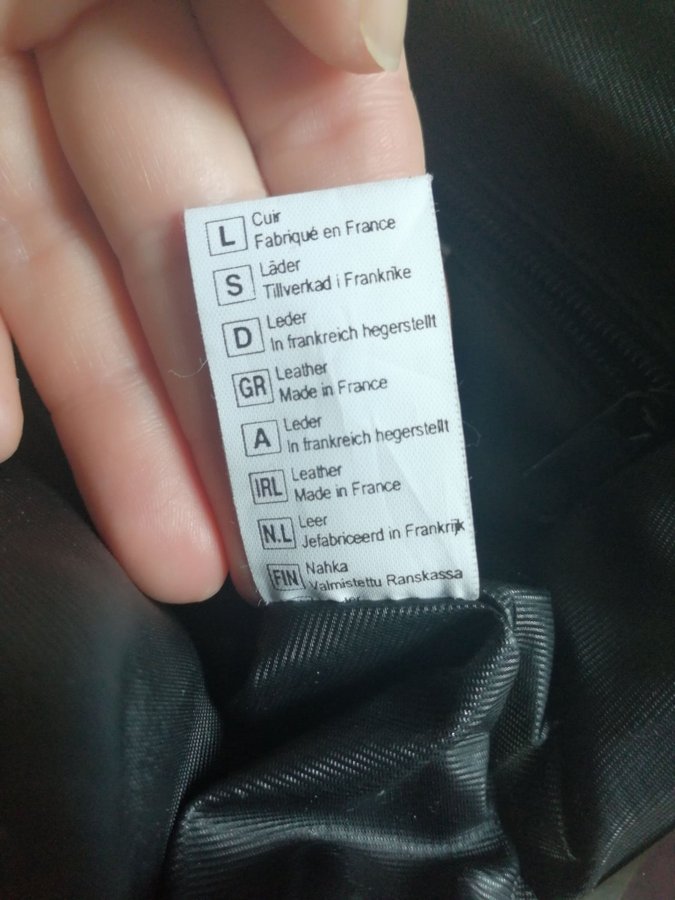 L Cuir
Fabriqué en France
S Läder
Tillverkad i Frankrike
D Leder
In frankreich hegerstellt
GR Leather
Made in France
A Leder
In frankreich hegerstellt
IRL Leather
Made in France
N.L Leer
Jefabriceerd in Frankrijk
FIN Nahka
Valmistettu Ranskassa